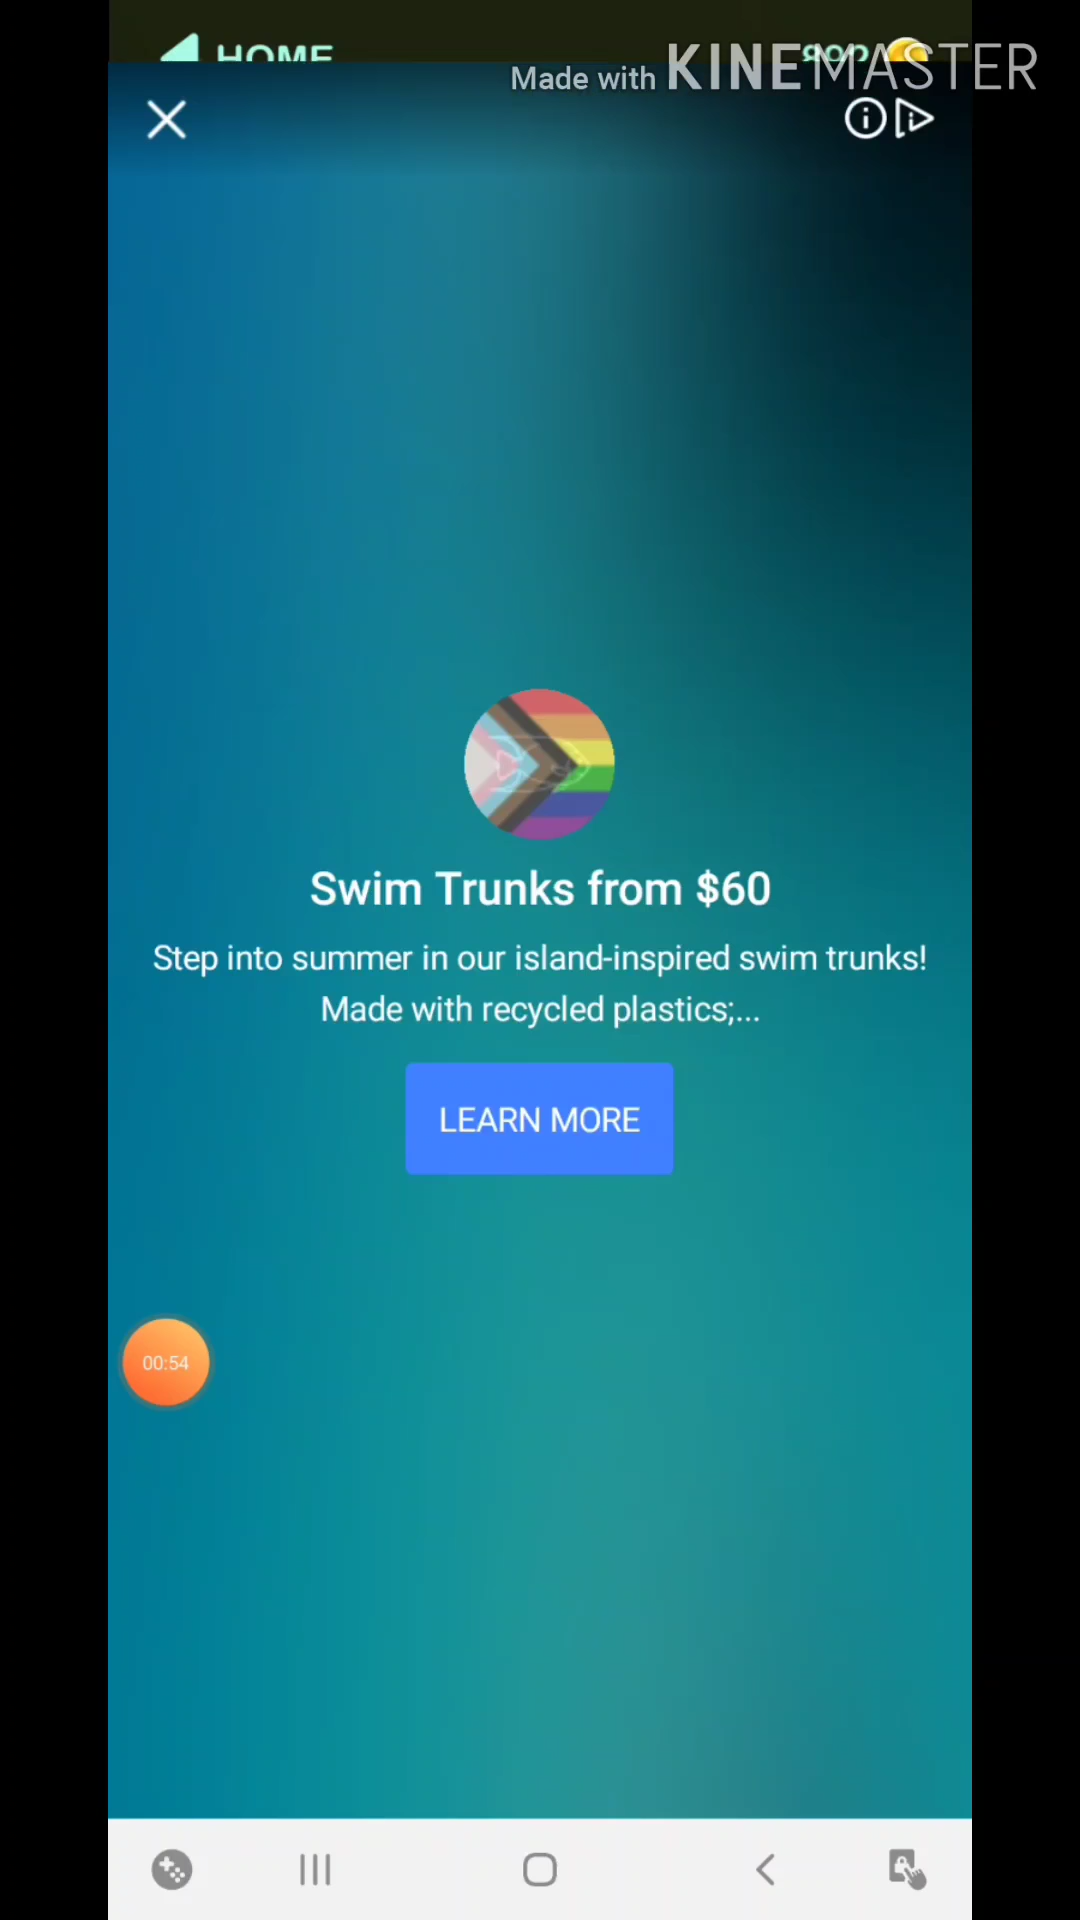 HOME
Made with KINEMASTER
Swim Trunks from $60
Step into summer in our island-inspired swim trunks!
Made with recycled plastics;...
LEARN MORE
00:54